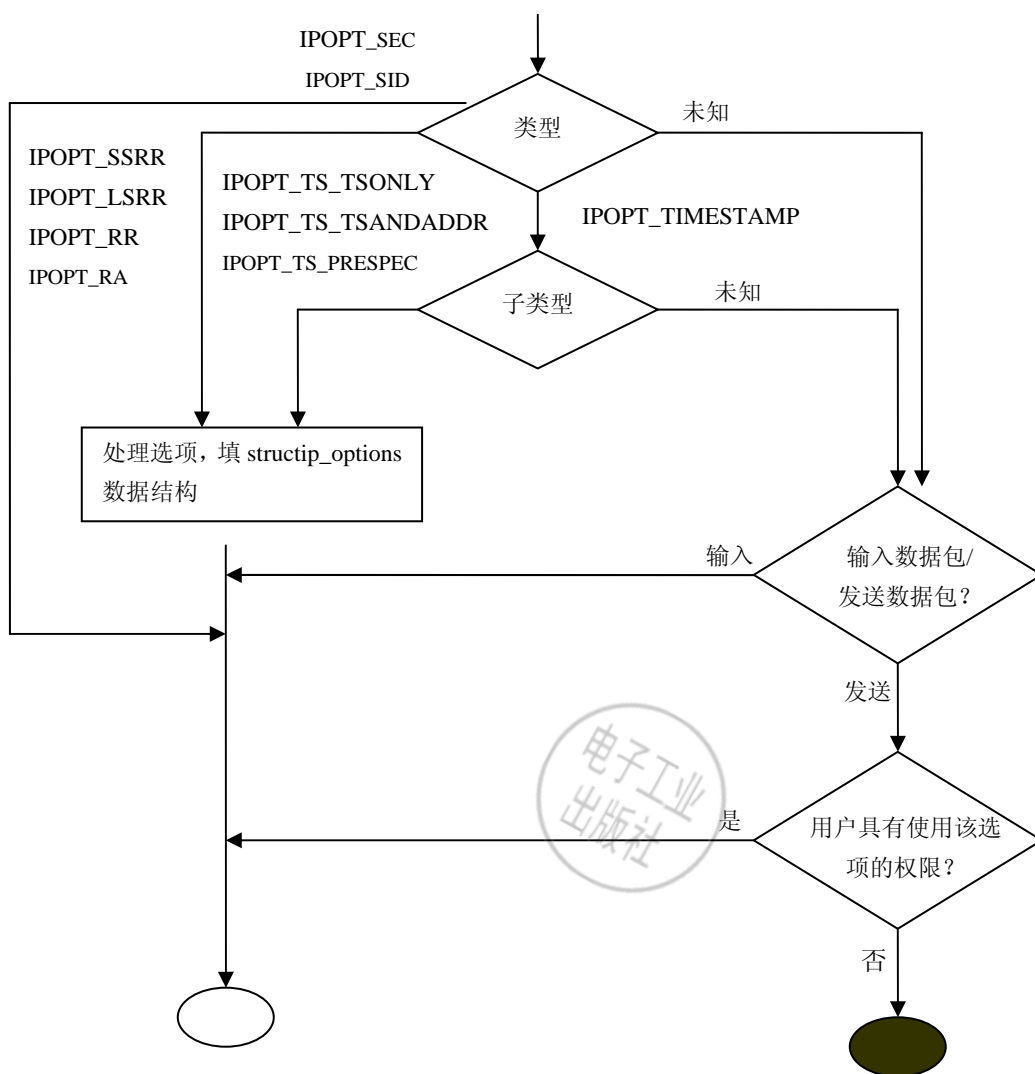 IPOPT_SEC
IPOPT_SID
类型
未知
IPOPT_SSRR
IPOPT_LSRR
IPOPT_RR
IPOPT_RA
IPOPT_TS_TSONLY
IPOPT_TS_TSANDADDR
IPOPT_TS_PRESPEC
IPOPT_TIMESTAMP
子类型
未知
处理选项，填 structip_options
数据结构
输入
输入数据包/
发送数据包？
发送
电子工业
出版社
是
用户具有使用该选
项的权限？
否